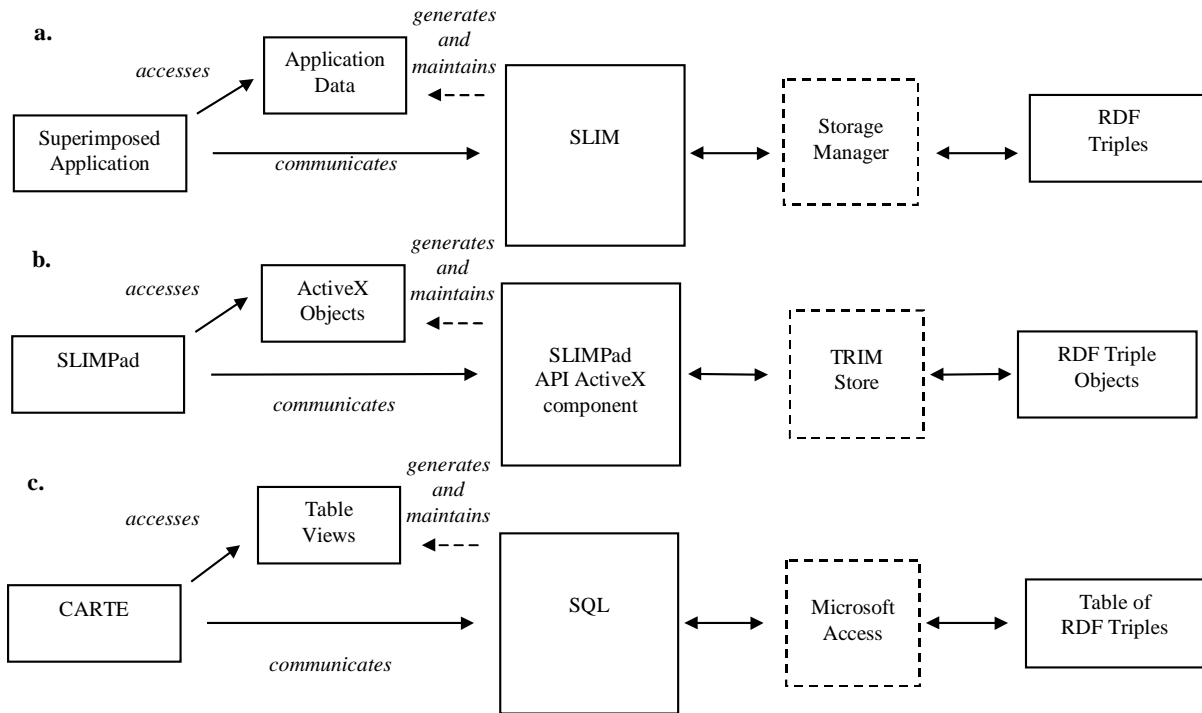 a.
generates
and
maintains
accesses
Application
Data
Superimposed
Application
communicates
SLIM
Storage
Manager
RDF
Triples
b.
generates
and
maintains
accesses
ActiveX
Objects
SLIMPad
communicates
SLIMPad
API ActiveX
component
TRIM
Store
RDF Triple
Objects
c.
generates
and
maintains
accesses
Table
Views
CARTE
communicates
SQL
Microsoft
Access
Table of
RDF Triples